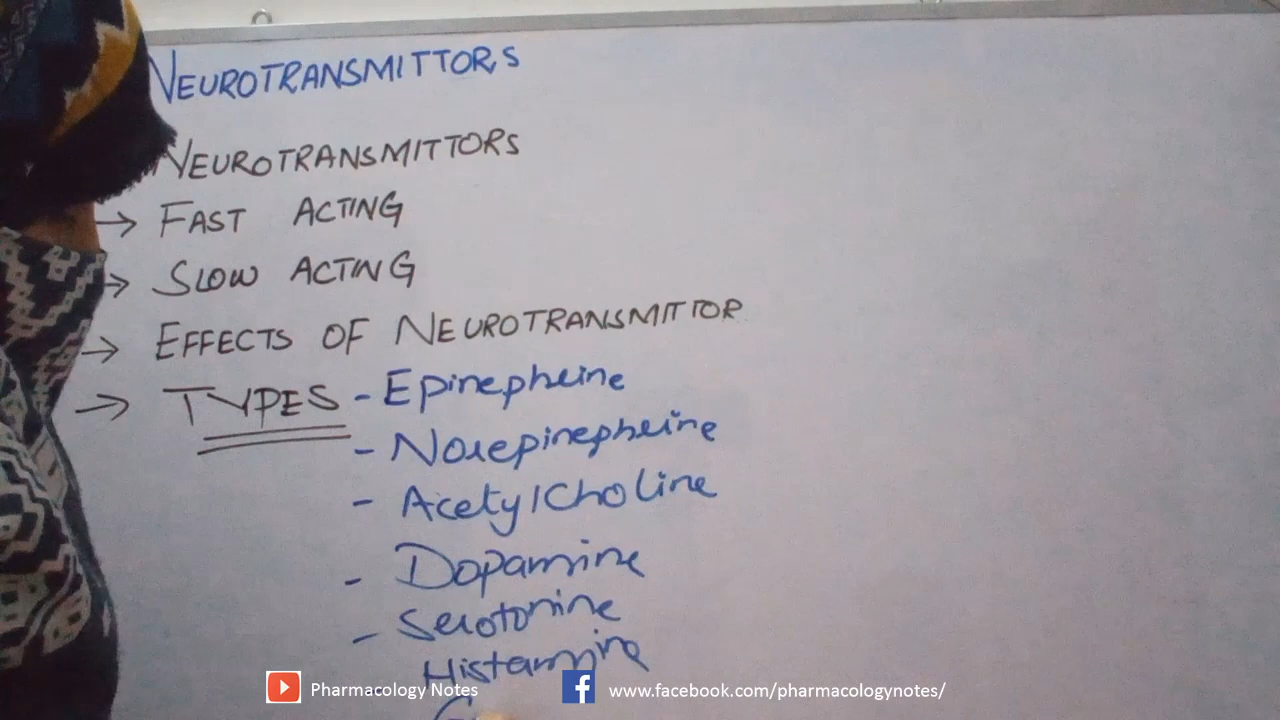 NEUROTRANSMITTORS
NEUROTRANSMITTORS
→ FAST ACTING
→ SLOW ACTING
→ EFFECTS OF NEUROTRANSMITTOR
→ TYPES - Epinepheine
- Norepinepheine
- Acetylcholine
- Dopamine
- Serotonine
Histamine
Pharmacology Notes
www.facebook.com/pharmacologynotes/